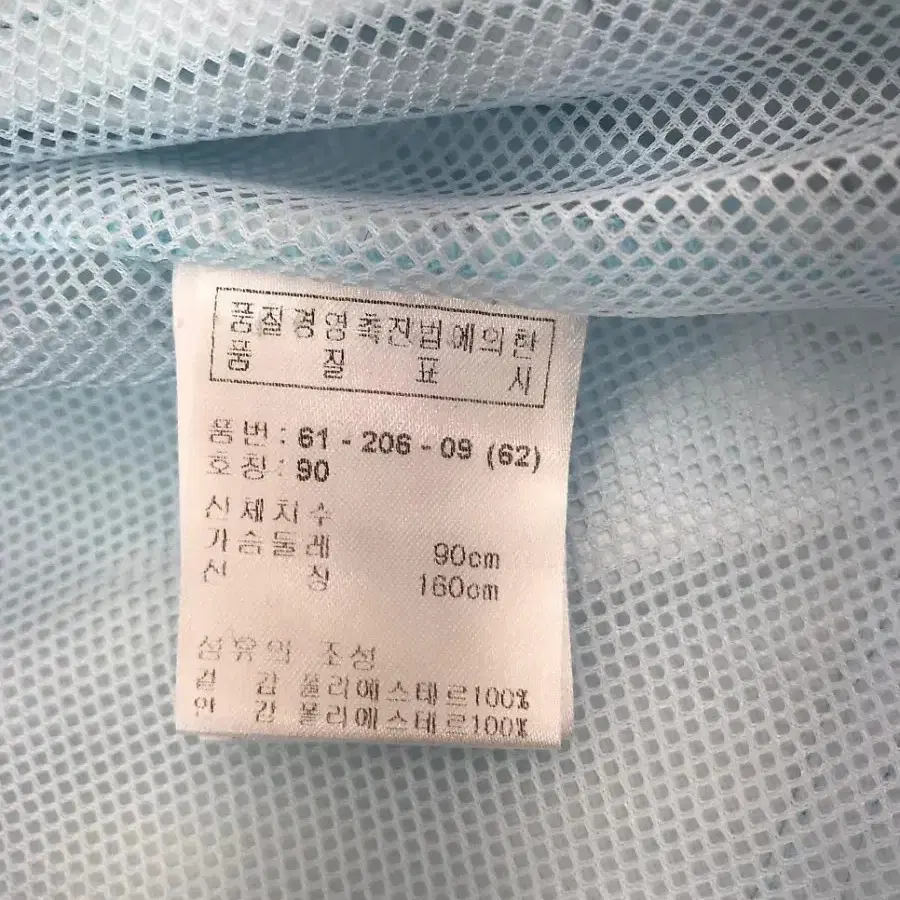 품질경영촉진법에의한
품 질 표 시
품번 : 61 - 206 - 09 (62)
호칭 : 90
신체치수
가슴둘레 90cm
신 장 160cm
섬유의 조성
겉 감 폴리에스테르100%
안 감 폴리에스테르100%